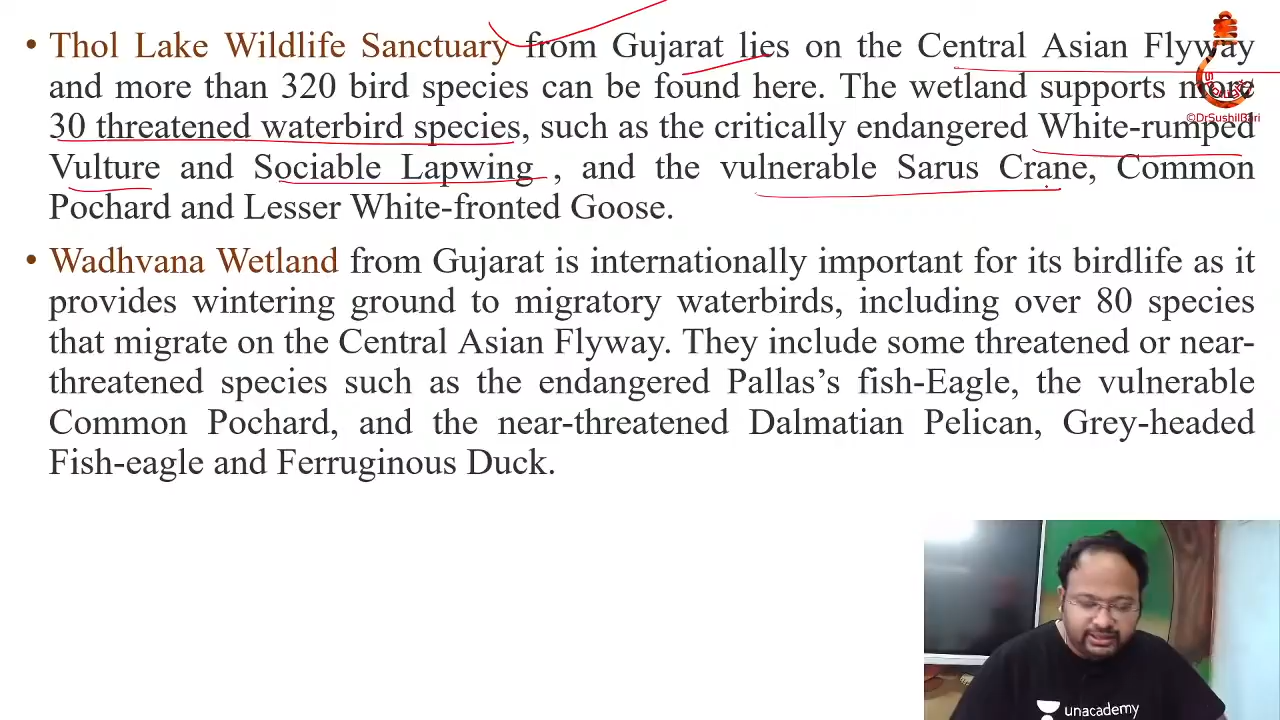 • Thol Lake Wildlife Sanctuary from Gujarat lies on the Central Asian Flyway
and more than 320 bird species can be found here. The wetland supports more
30 threatened waterbird species, such as the critically endangered White-rumped
Vulture and Sociable Lapwing , and the vulnerable Sarus Crane, Common
Pochard and Lesser White-fronted Goose.
• Wadhvana Wetland from Gujarat is internationally important for its birdlife as it
provides wintering ground to migratory waterbirds, including over 80 species
that migrate on the Central Asian Flyway. They include some threatened or near-
threatened species such as the endangered Pallas’s fish-Eagle, the vulnerable
Common Pochard, and the near-threatened Dalmatian Pelican, Grey-headed
Fish-eagle and Ferruginous Duck.
©DrSushilBari
unacademy